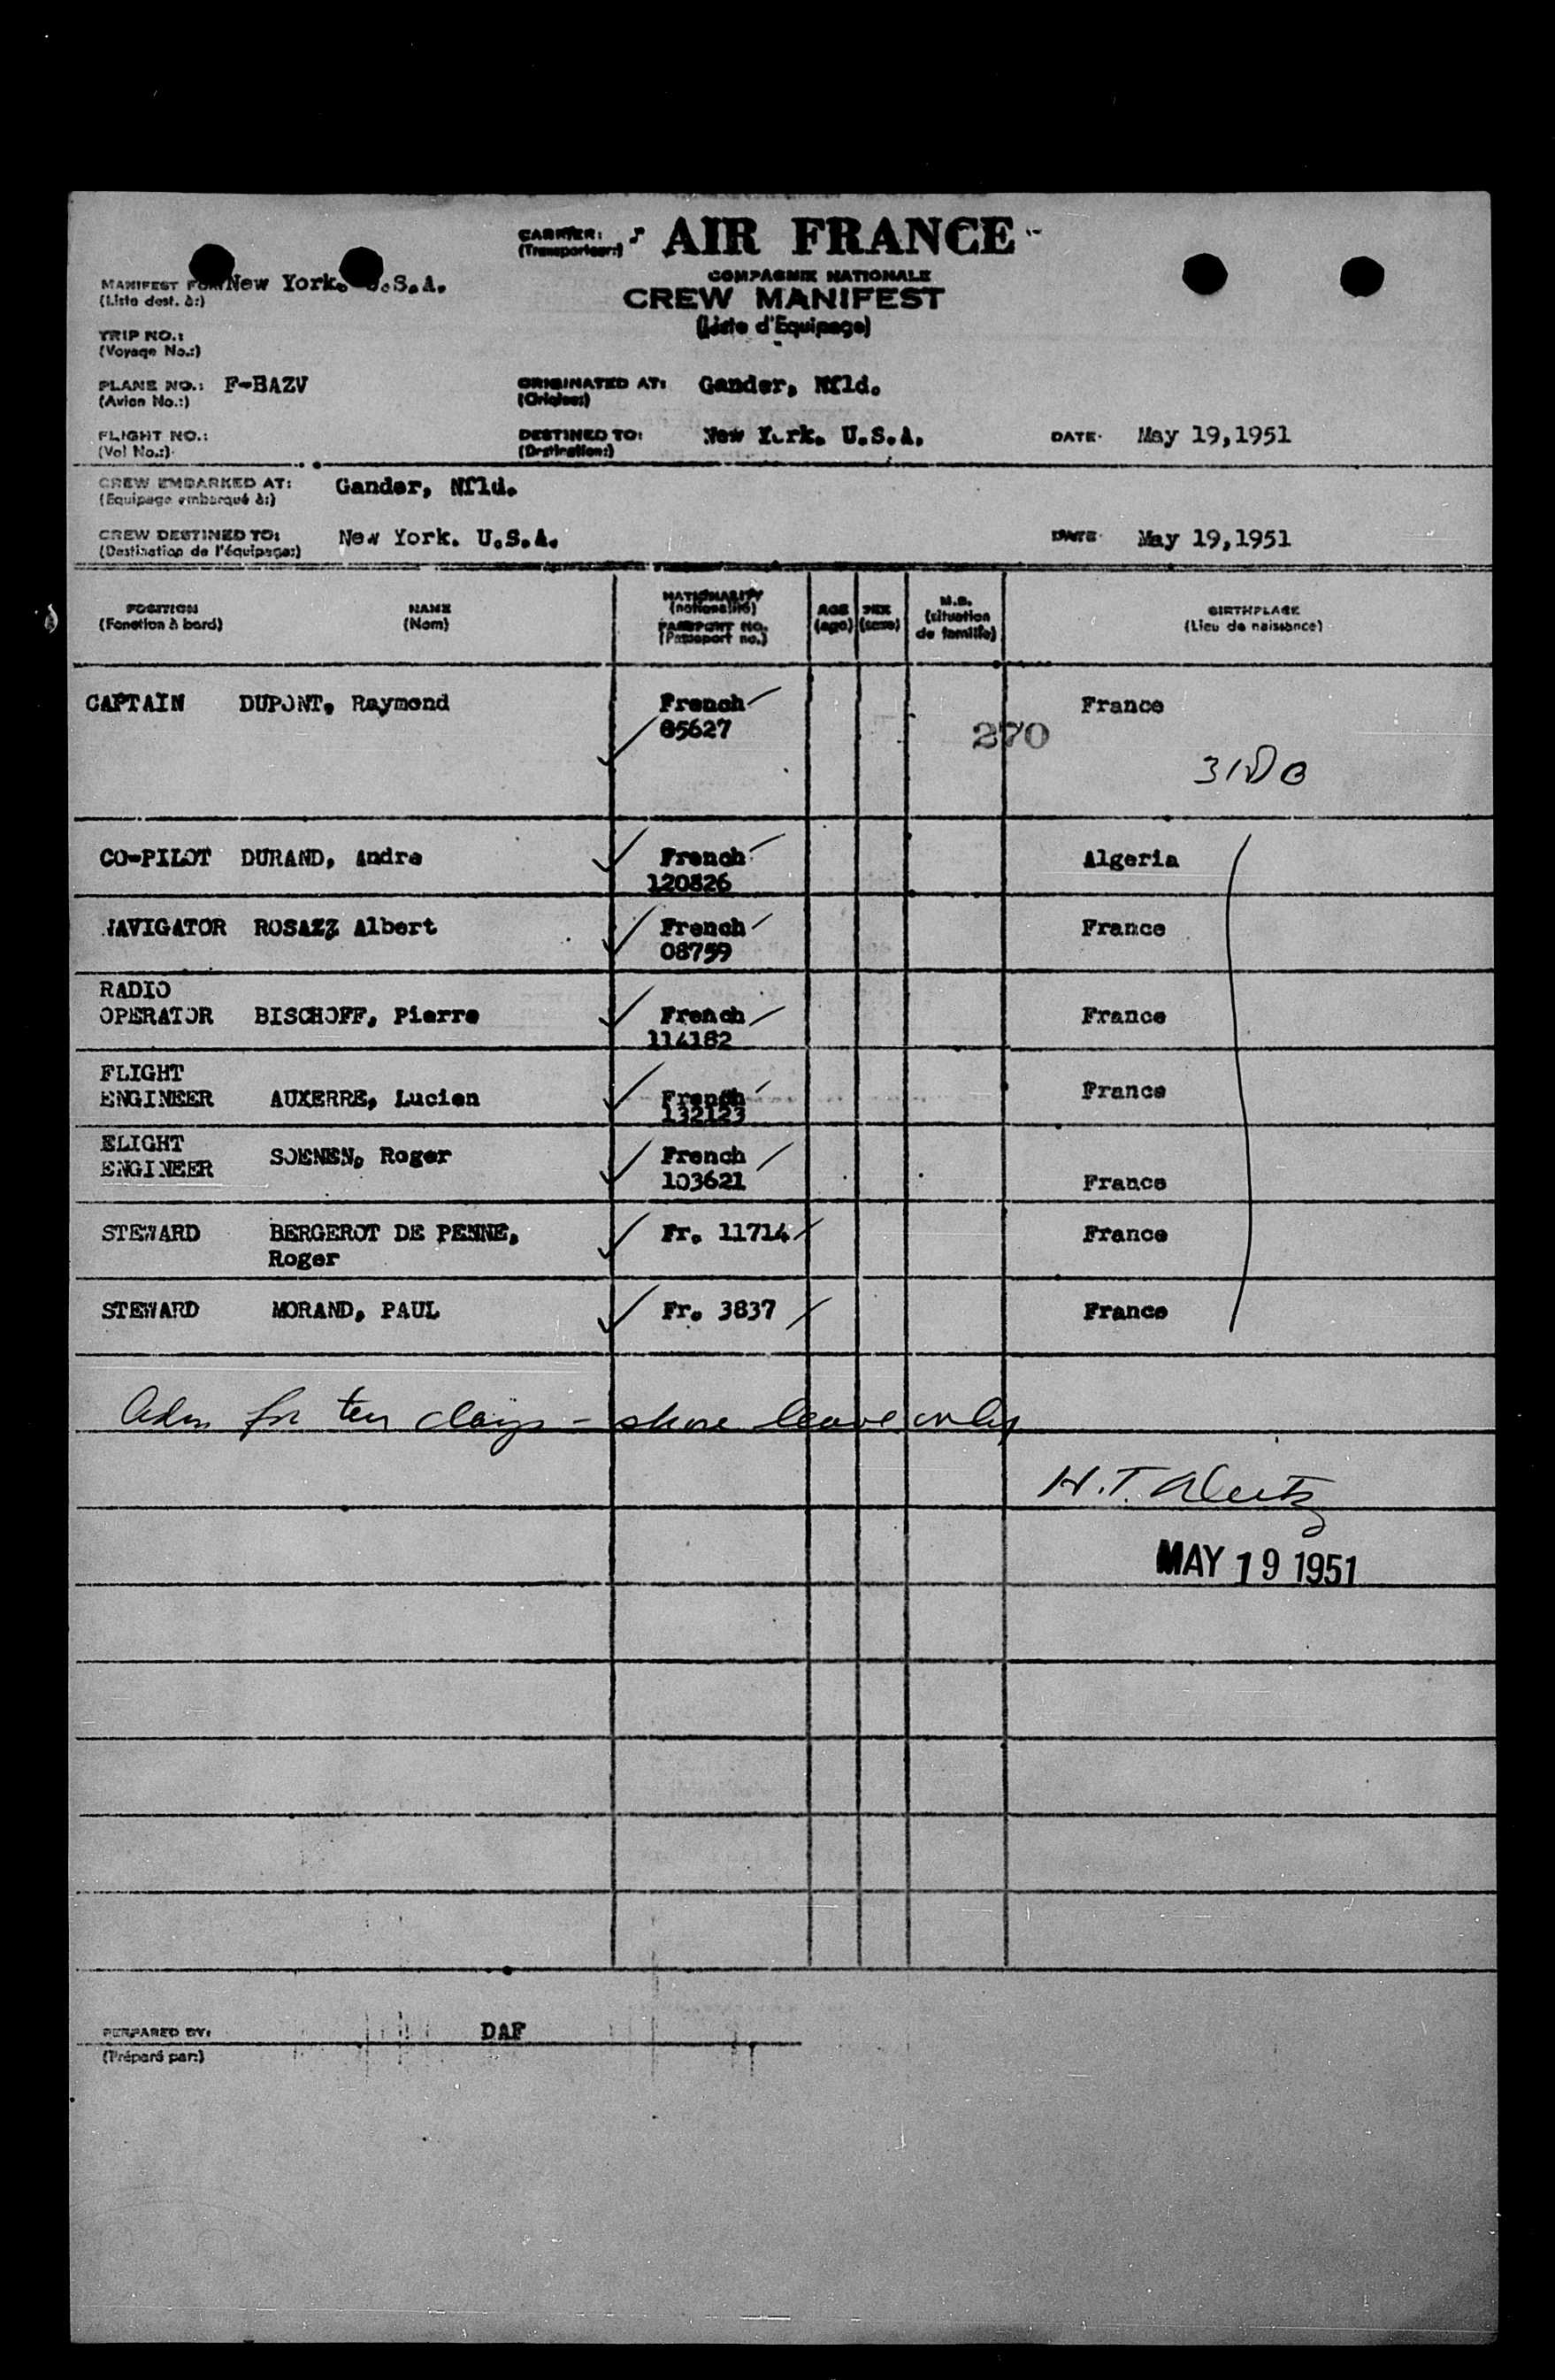 CARRIER: AIR FRANCE
(Transporteur:)
COMPAGNIE NATIONALE
MANIFEST FOR New York. U.S.A.
(Liste dest. à:)
CREW MANIFEST
(Liste d'Equipage)
TRIP NO.:
(Voyage No.:)
PLANE NO.: F-BAZV ORIGINATED AT: Gander, Nfld.
(Avion No.:) (Origine:)
FLIGHT NO.: DESTINED TO: New York. U.S.A. DATE: May 19,1951
(Vol No.:) (Destination:)
CREW EMBARKED AT: Gander, Nfld.
(Equipage embarqué à:)
CREW DESTINED TO: New York. U.S.A. DATE: May 19,1951
(Destination de l'équipage:)
POSITION NAME NATIONALITY AGE SEX M.S. BIRTHPLACE
(Fonction à bord) (Nom) (nationalité) (age) (sexe) (situation de famille) (Lieu de naissance)
PASSPORT NO.
(Passeport no.)
CAPTAIN DUPONT, Raymond French France
85627 270
CO-PILOT DURAND, Andre French Algeria
120826
NAVIGATOR ROSAZZ Albert French France
08759
RADIO
OPERATOR BISCHOFF, Pierre French France
114182
FLIGHT
ENGINEER AUXERRE, Lucien French France
132123
FLIGHT
ENGINEER SOENEN, Roger French France
103621
STEWARD BERGEROT DE PENNE, Fr. 11714 France
Roger
STEWARD MORAND, PAUL Fr. 3837 France
Adm for ten days - shore leave only
H.T.
MAY 19 1951
PERPARED BY: DAF
(Préparé par:)